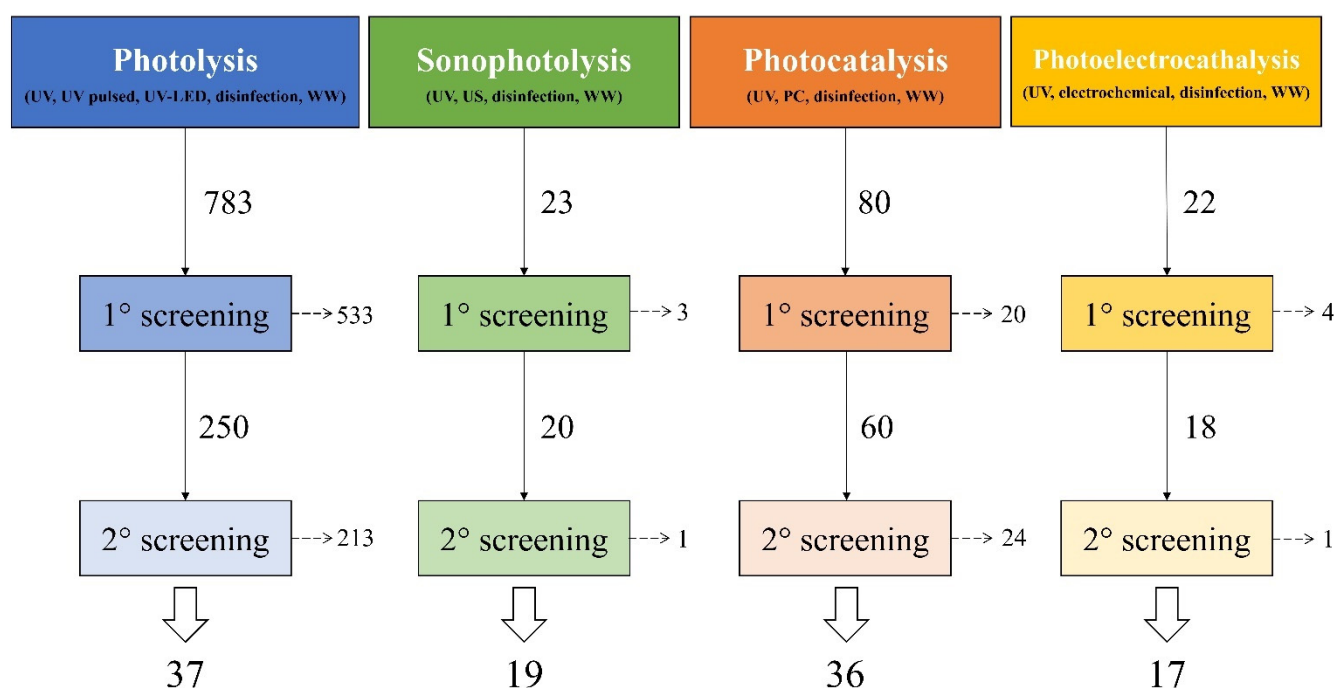 Photolysis
(UV, UV pulsed, UV-LED, disinfection, WW)
Sonophotolysis
(UV, US, disinfection, WW)
Photocatalysis
(UV, PC, disinfection, WW)
Photoelectrocathalysis
(UV, electrochemical, disinfection, WW)
783
23
80
22
1° screening
533
1° screening
3
1° screening
20
1° screening
4
250
20
60
18
2° screening
213
2° screening
1
2° screening
24
2° screening
1
37
19
36
17